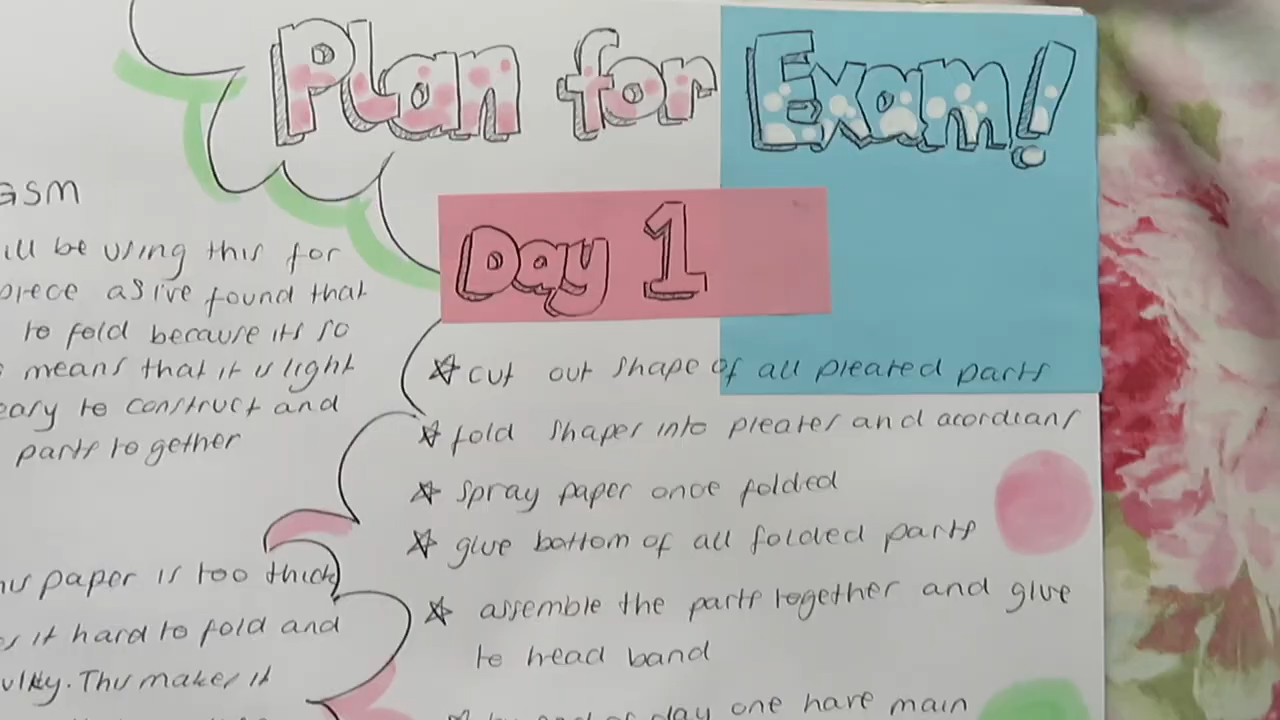 Plan for Exam!
Day 1
GSM
ill be using this for
piece as ive found that
to fold because its so
means that it is light
easy to construct and
parts together
paper is too thick
it hard to fold and
This makes it
☆ cut out shape of all pleated parts
☆ fold shapes into pleates and acordians
☆ spray paper once folded
☆ glue bottom of all folded parts
☆ assemble the parts together and glue
to head band
day one have main